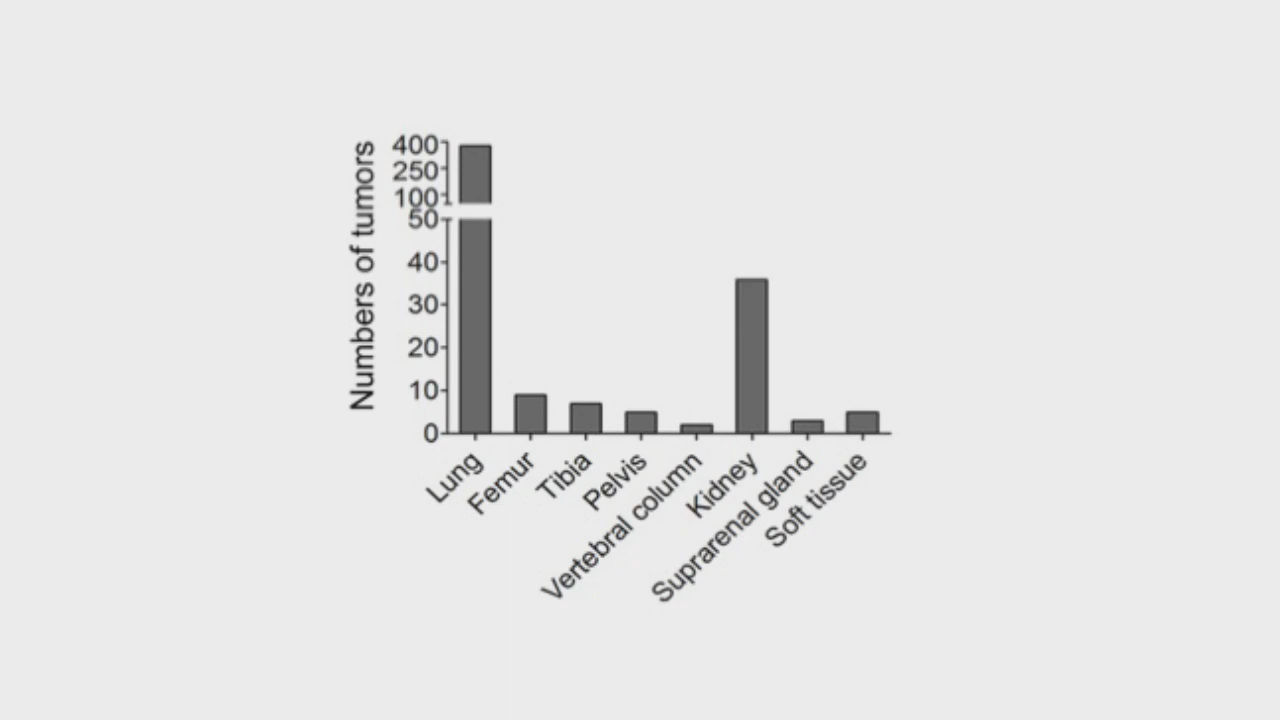 Numbers of tumors
400
250
100
50
40
30
20
10
0
Lung
Femur
Tibia
Pelvis
Vertebral column
Kidney
Suprarenal gland
Soft tissue